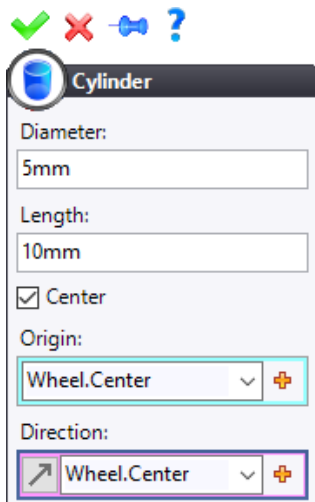 ?
Cylinder
Diameter:
5mm
Length:
10mm
Center
Origin:
Wheel.Center
Direction:
Wheel.Center